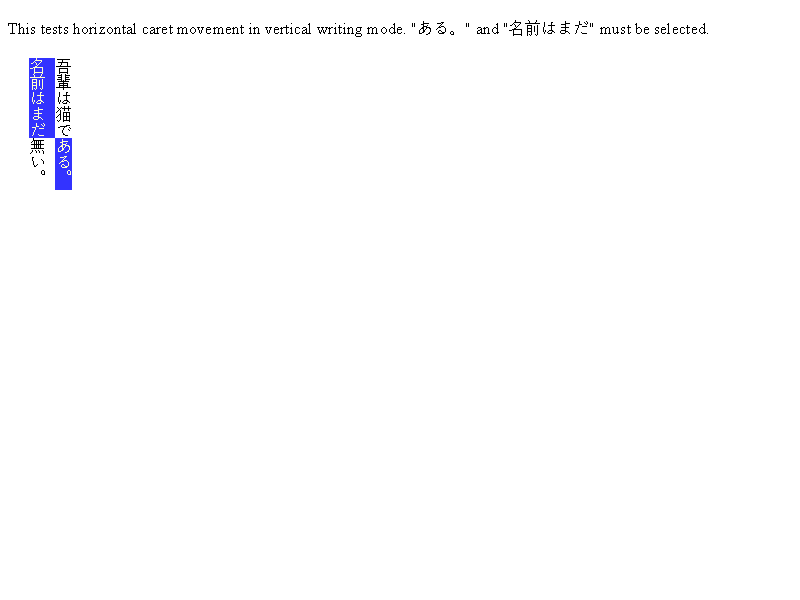 This tests horizontal caret movement in vertical writing mode. "ある。" and "名前はまだ" must be selected.
吾輩は猫である。
名前はまだ無い。